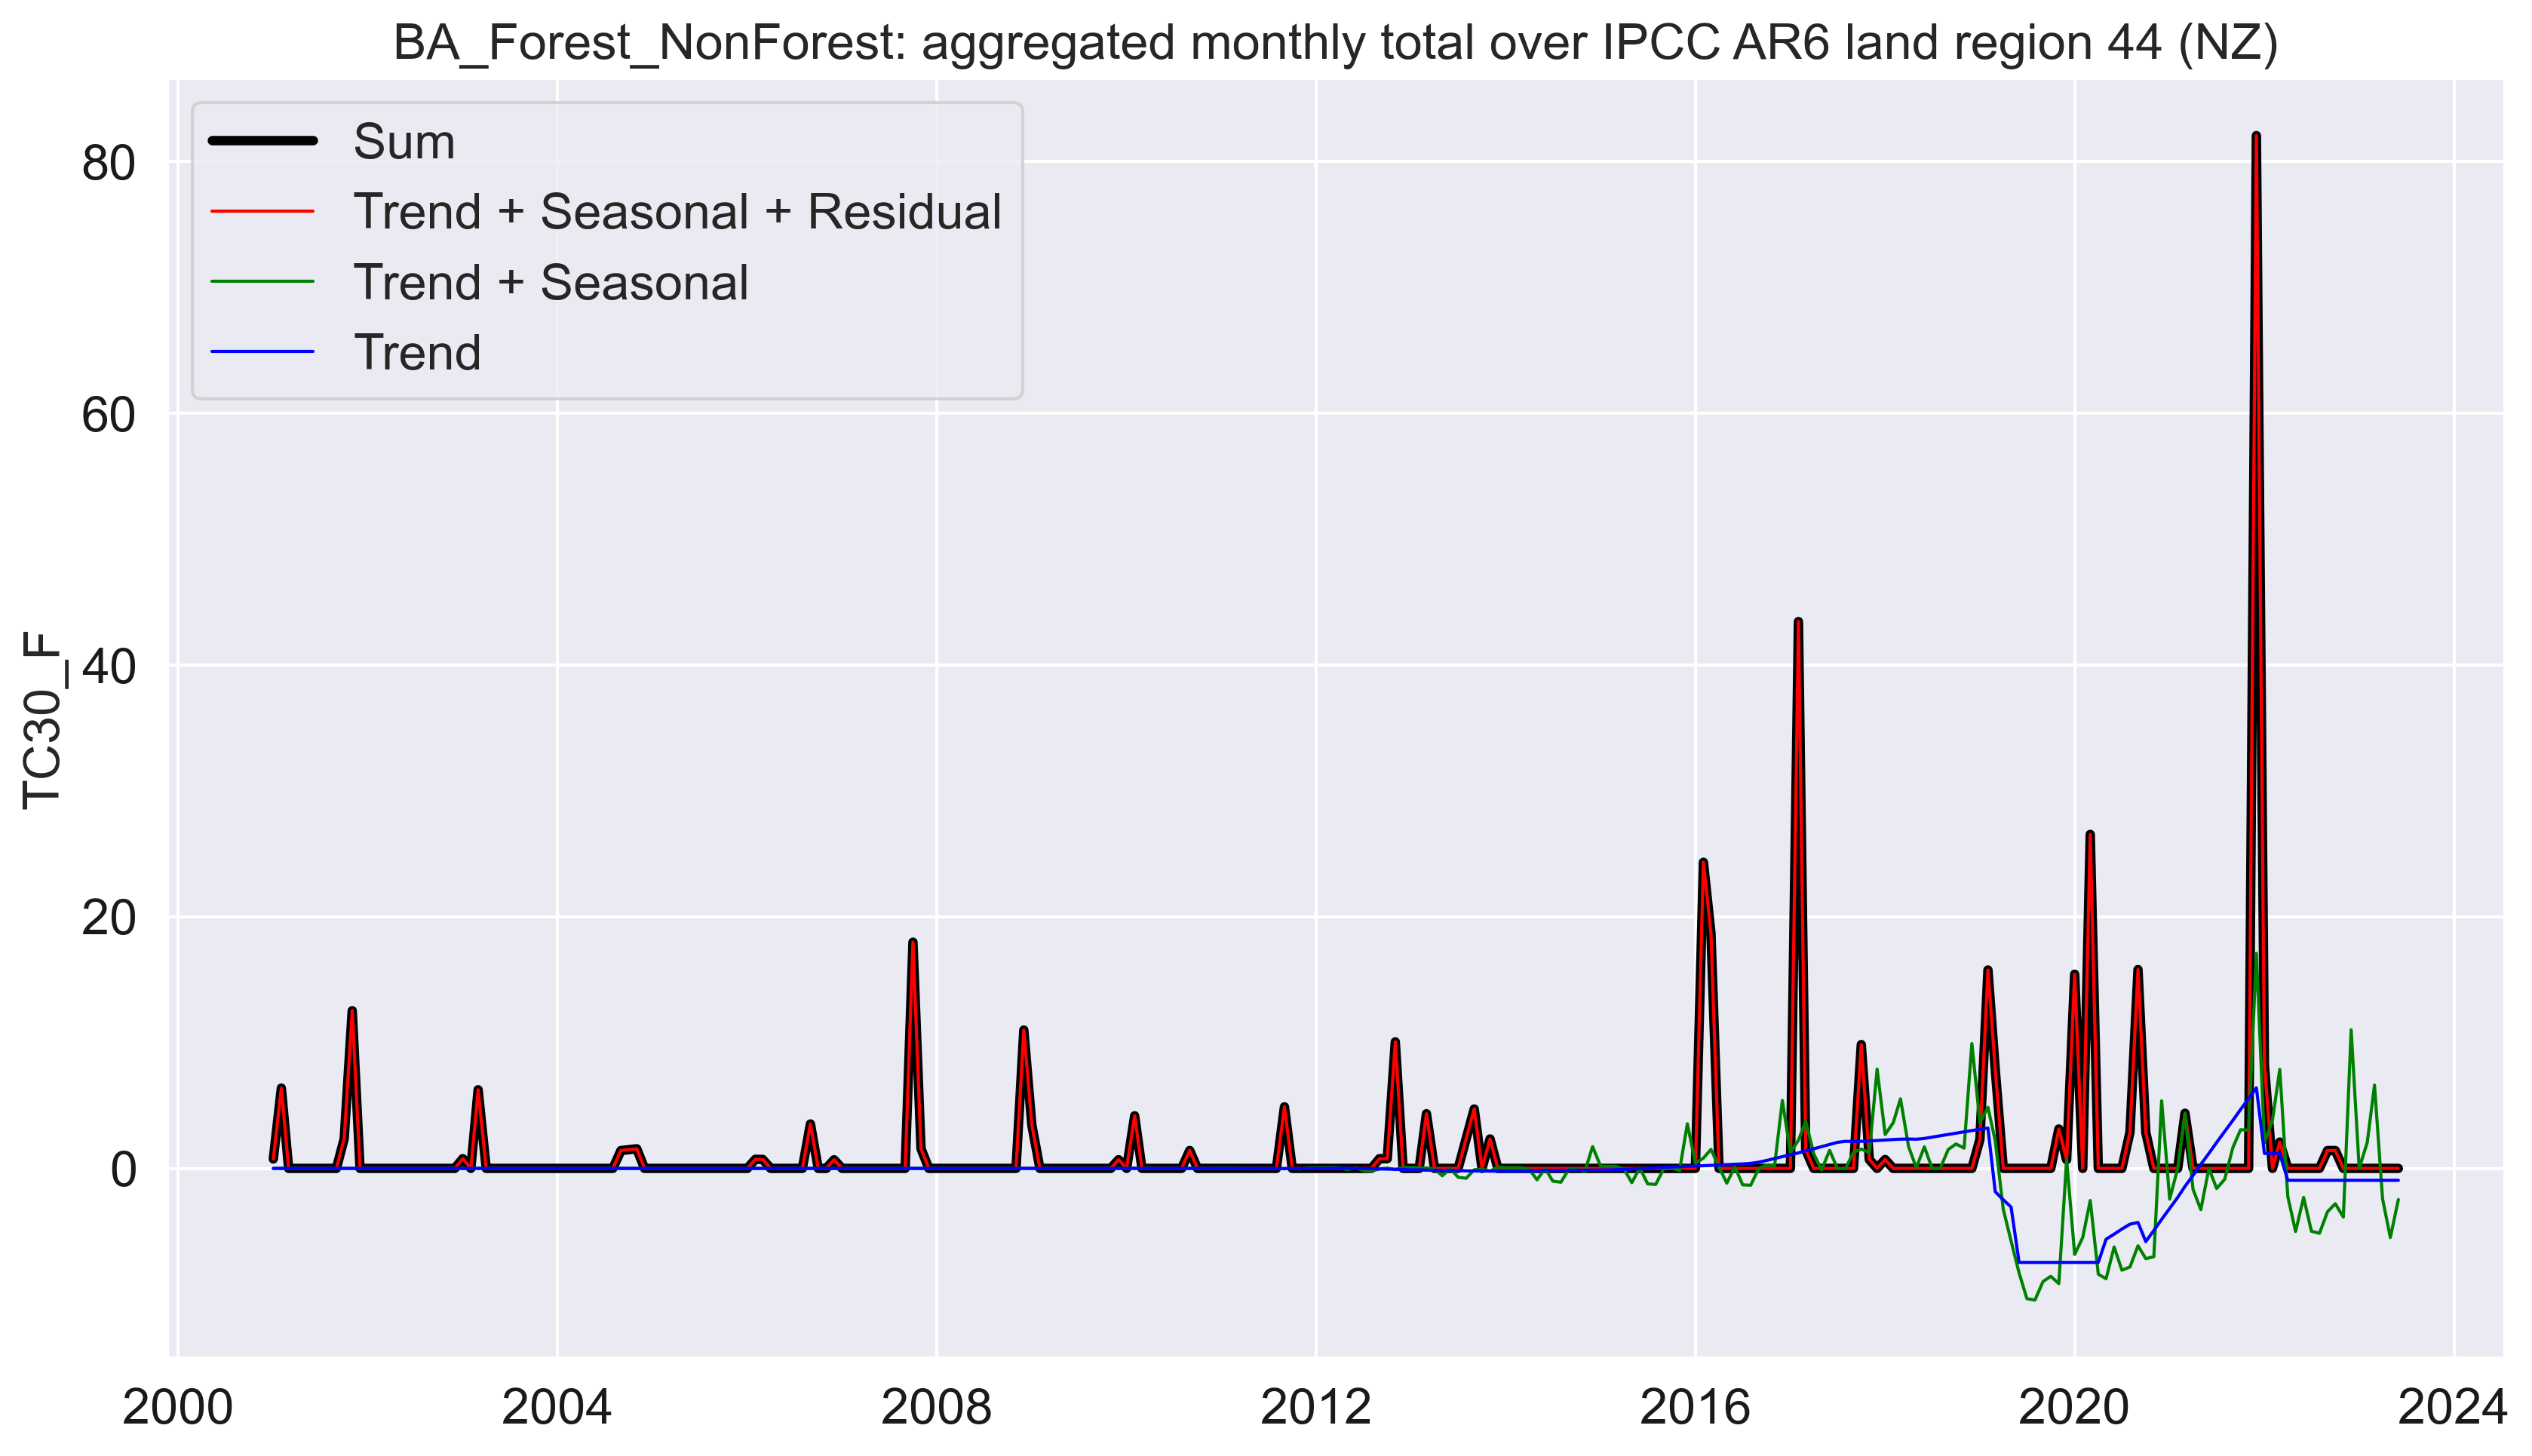 BA_Forest_NonForest: aggregated monthly total over IPCC AR6 land region 44 (NZ)
Sum
Trend + Seasonal + Residual
Trend + Seasonal
Trend
TC30_F
80
60
40
20
0
2000 2004 2008 2012 2016 2020 2024